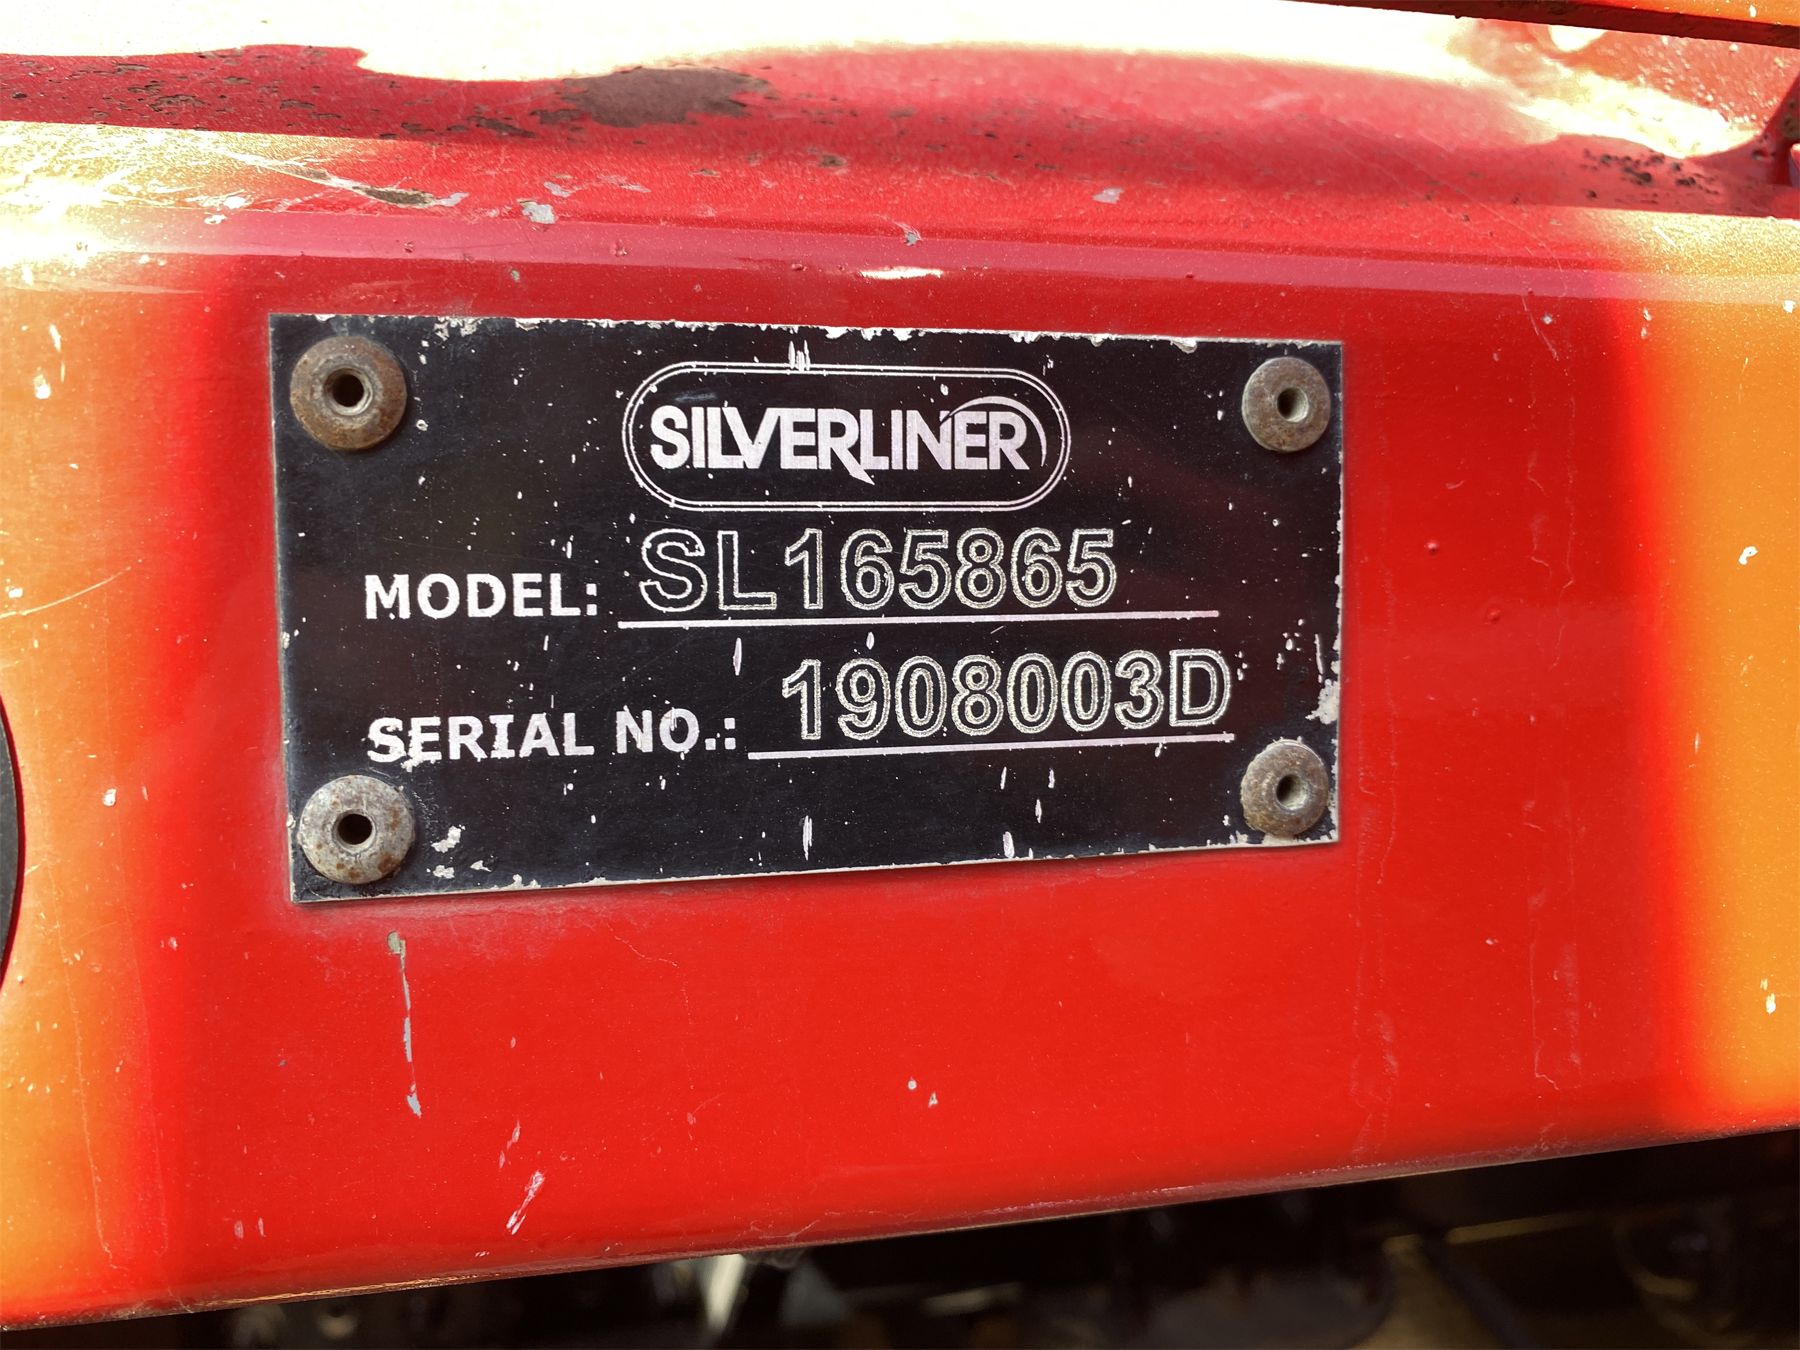 SILVERLINER
MODEL: SL165865
SERIAL NO.: 1908003D